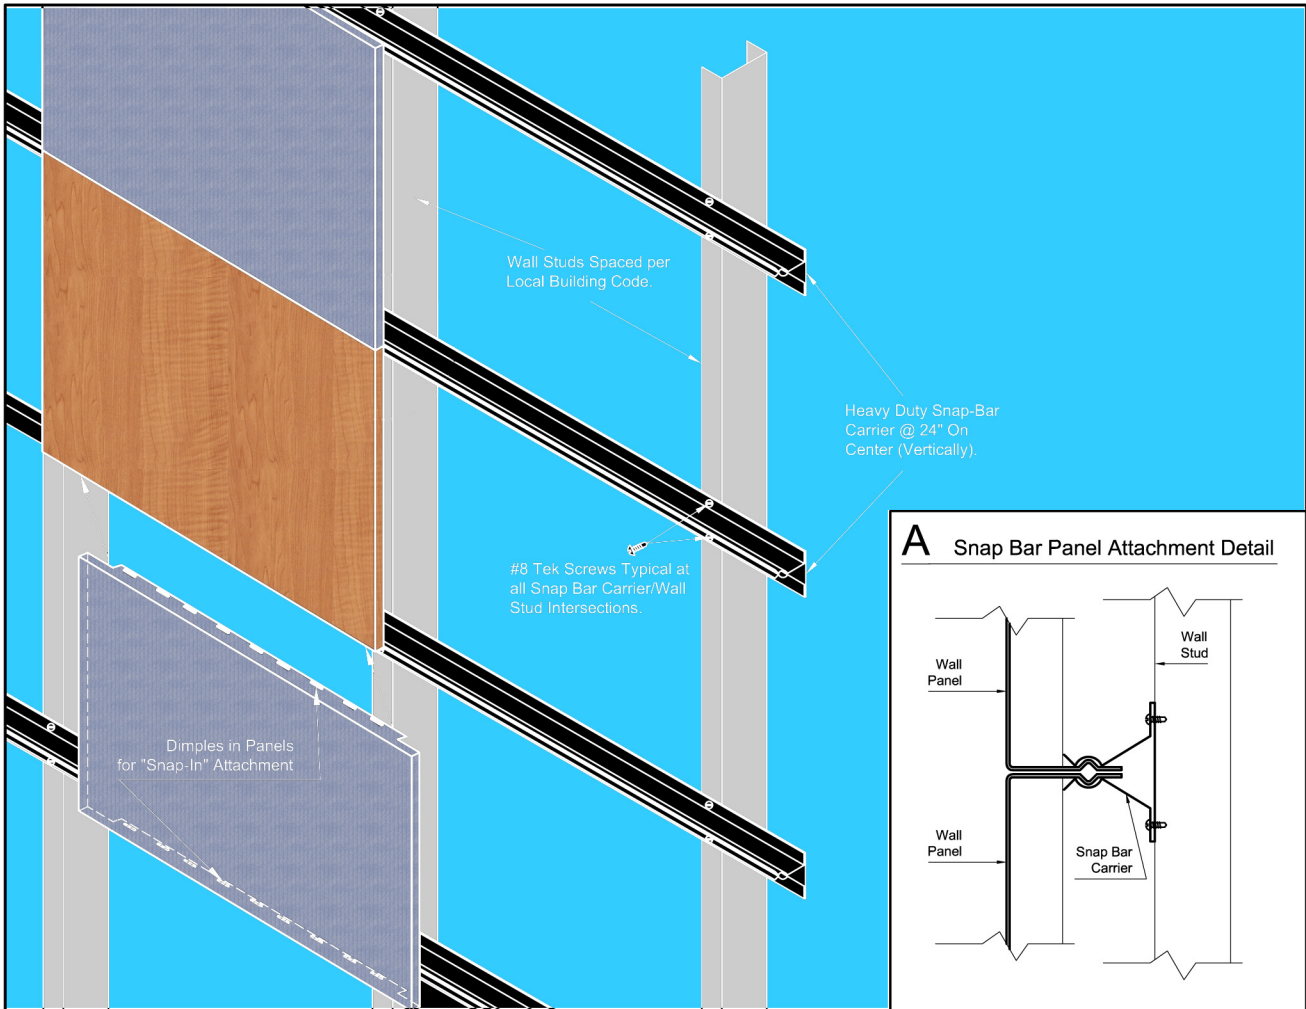 Wall Studs Spaced per
Local Building Code.
Heavy Duty Snap-Bar
Carrier @ 24" On
Center (Vertically).
#8 Tek Screws Typical at
all Snap Bar Carrier/Wall
Stud Intersections.
Dimples in Panels
for "Snap-In" Attachment
A Snap Bar Panel Attachment Detail
Wall
Stud
Wall
Panel
Wall
Panel
Snap Bar
Carrier